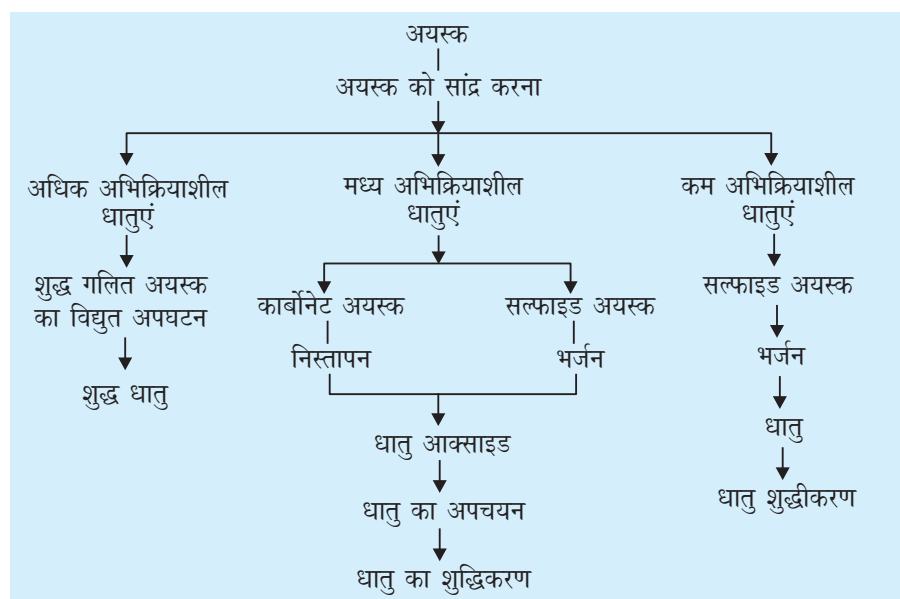 अयस्क
अयस्क को सांद्र करना
अधिक अभिक्रियाशील
धातुएं
शुद्ध गलित अयस्क
का विद्युत अपघटन
शुद्ध धातु
मध्य अभिक्रियाशील
धातुएं
कार्बोनेट अयस्क
निस्तापन
सल्फाइड अयस्क
भर्जन
धातु आक्साइड
धातु का अपचयन
धातु का शुद्धिकरण
कम अभिक्रियाशील
धातुएं
सल्फाइड अयस्क
भर्जन
धातु
धातु शुद्धीकरण